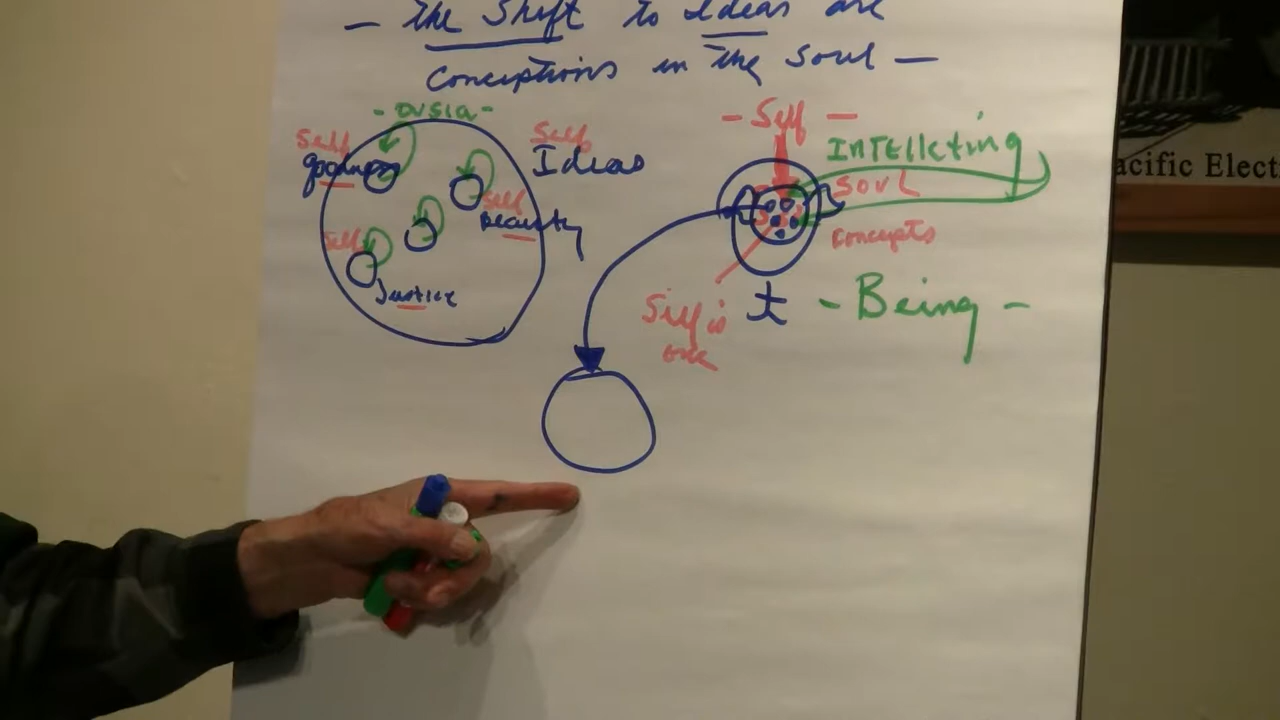 - the Shift to Ideas are
Conceptions in the Soul -
- ousia -
Self
goodness
Self
Ideas
Self
Beauty
Self
Justice
- Self -
INTELLecting
SOUL
Concepts
Self is
one
t - Being -
acific Elect